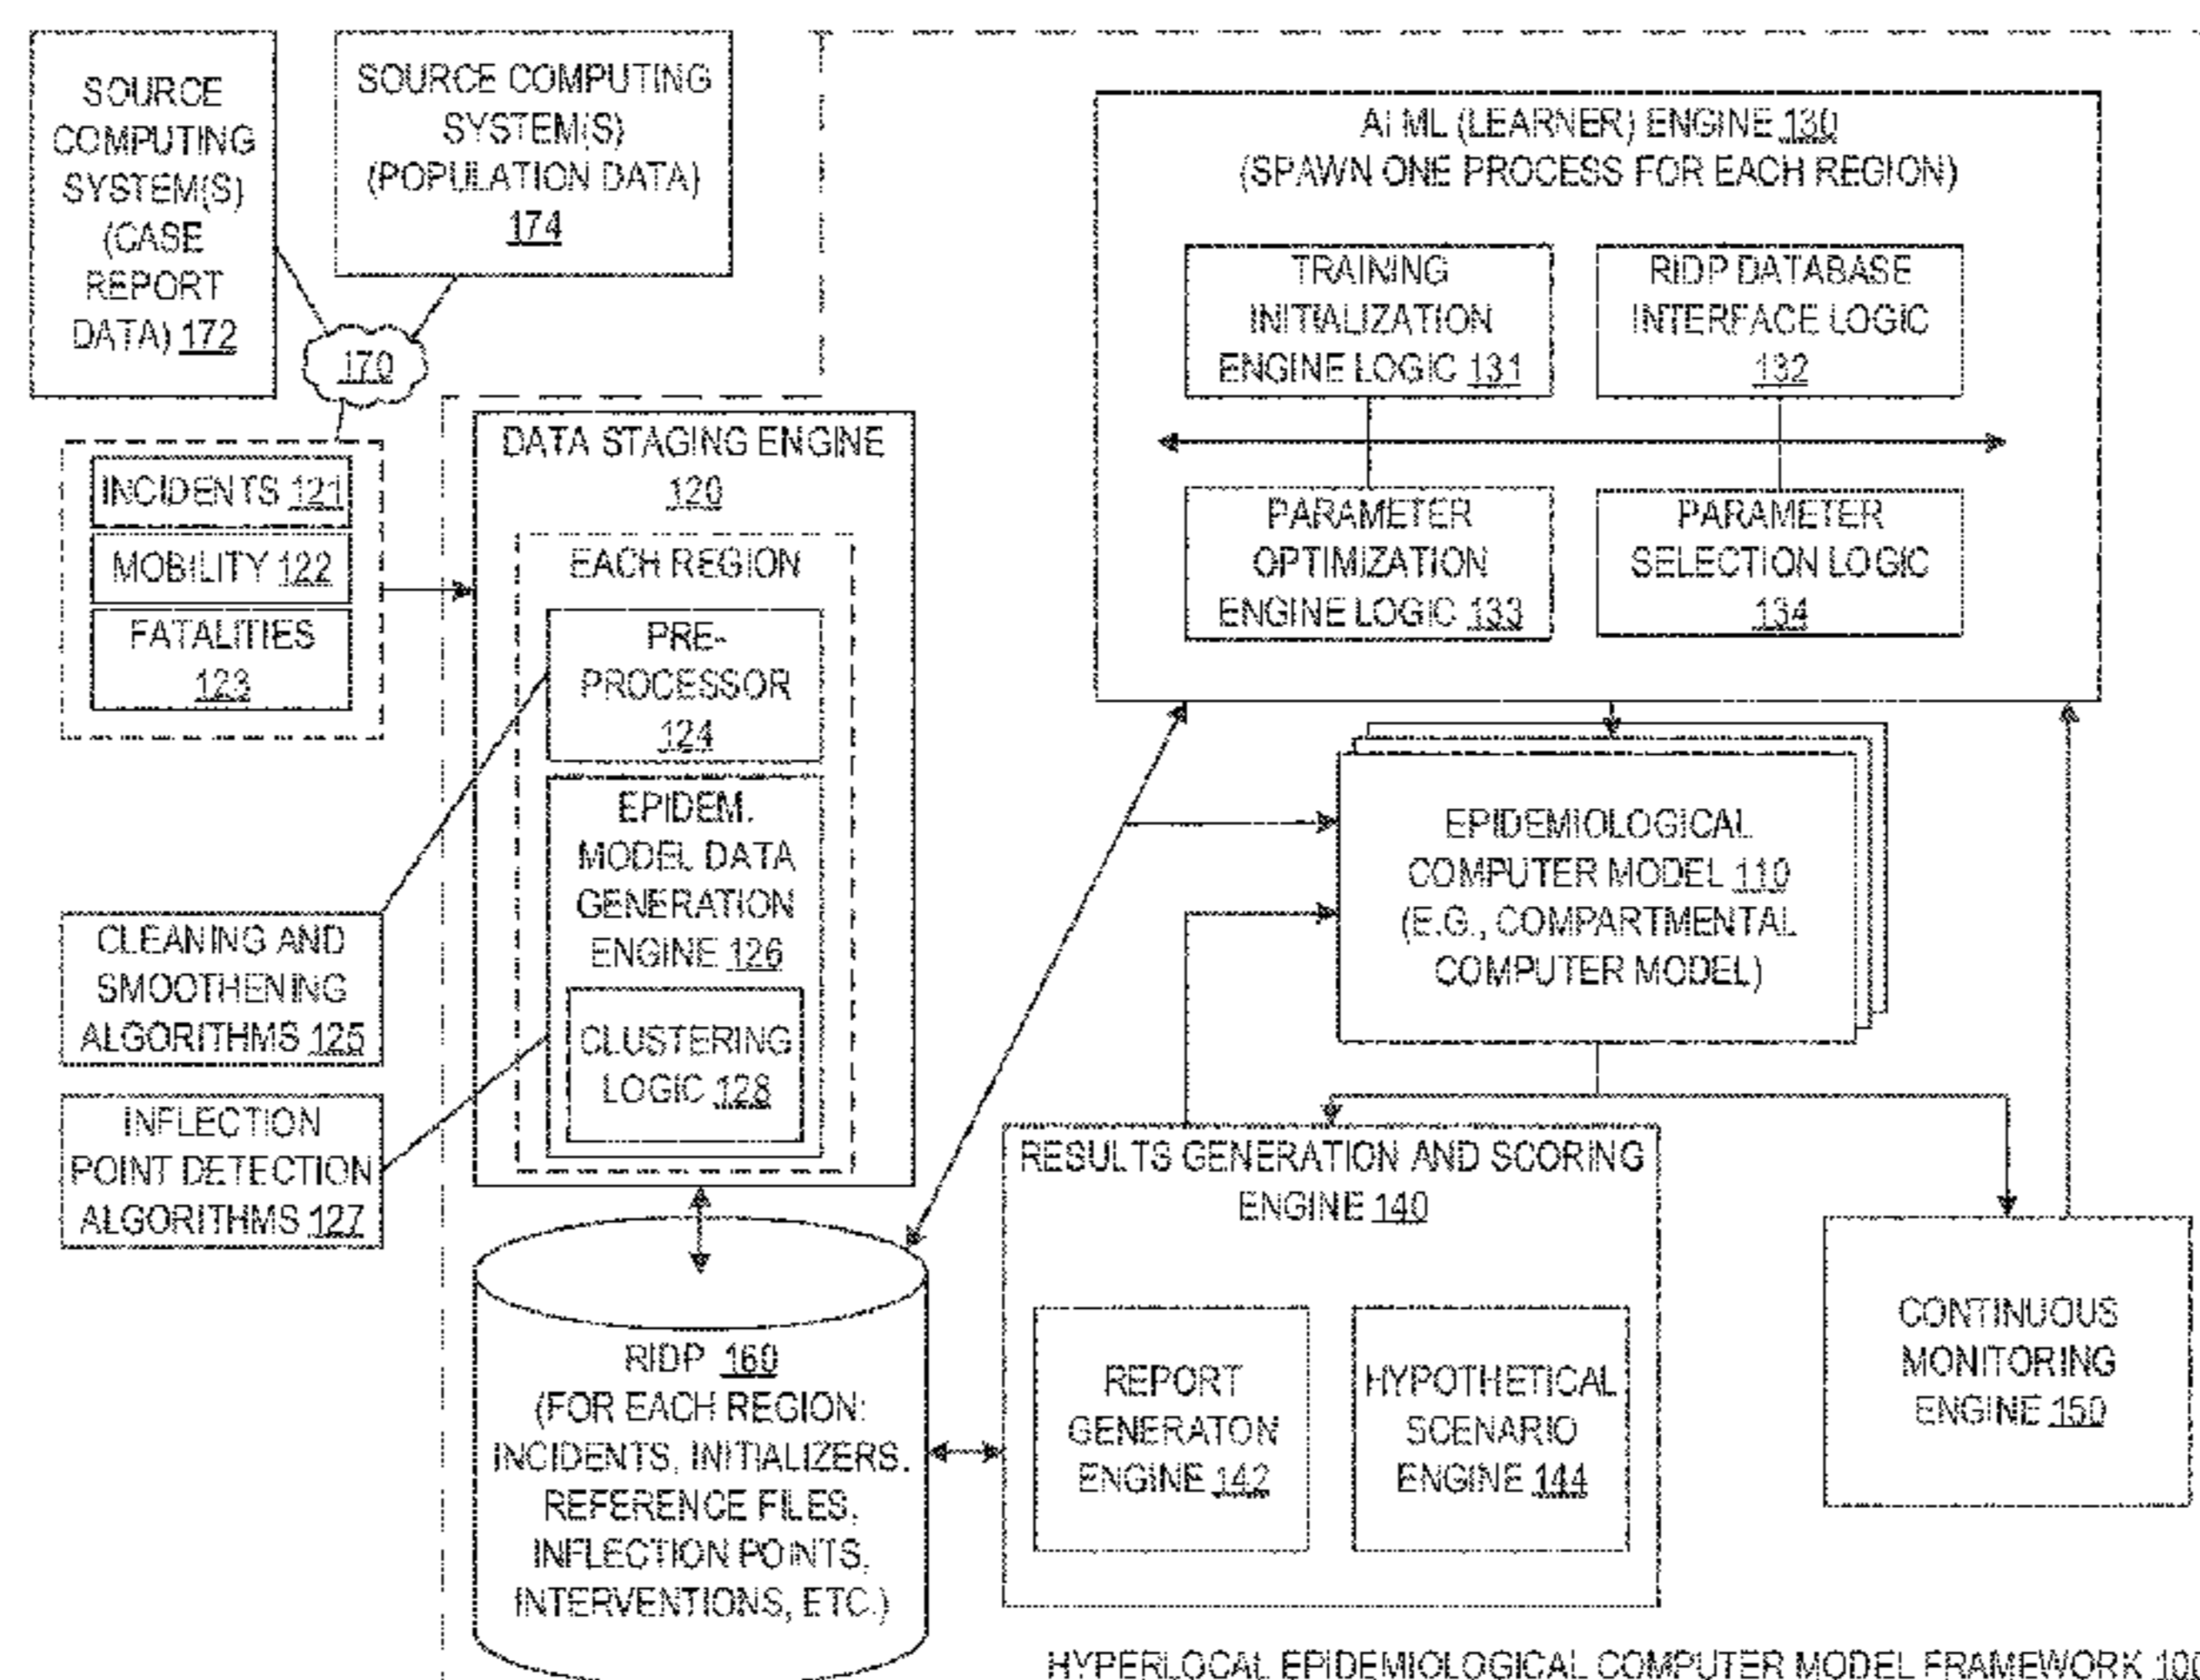 SOURCE
COMPUTING
SYSTEM(S)
(CASE
REPORT
DATA) 172
SOURCE COMPUTING
SYSTEM(S)
(POPULATION DATA)
174
170
INCIDENTS 121
MOBILITY 122
FATALITIES
123
DATA STAGING ENGINE
120
EACH REGION
PRE-
PROCESSOR
124
EPIDEM.
MODEL DATA
GENERATION
ENGINE 126
CLUSTERING
LOGIC 128
CLEANING AND
SMOOTHENING
ALGORITHMS 125
INFLECTION
POINT DETECTION
ALGORITHMS 127
RIDP 160
(FOR EACH REGION:
INCIDENTS, INITIALIZERS,
REFERENCE FILES,
INFLECTION POINTS,
INTERVENTIONS, ETC.)
AI ML (LEARNER) ENGINE 130
(SPAWN ONE PROCESS FOR EACH REGION)
TRAINING
INITIALIZATION
ENGINE LOGIC 131
RIDP DATABASE
INTERFACE LOGIC
132
PARAMETER
OPTIMIZATION
ENGINE LOGIC 133
PARAMETER
SELECTION LOGIC
134
EPIDEMIOLOGICAL
COMPUTER MODEL 110
(E.G., COMPARTMENTAL
COMPUTER MODEL)
RESULTS GENERATION AND SCORING
ENGINE 140
REPORT
GENERATON
ENGINE 142
HYPOTHETICAL
SCENARIO
ENGINE 144
CONTINUOUS
MONITORING
ENGINE 150
HYPERLOCAL EPIDEMIOLOGICAL COMPUTER MODEL FRAMEWORK 100